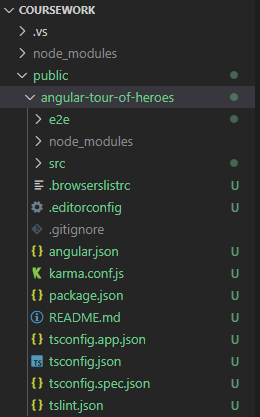 COURSEWORK
.vs
node_modules
public
angular-tour-of-heroes
e2e
node_modules
src
.browserslistrc U
.editorconfig U
.gitignore
{} angular.json U
karma.conf.js U
{} package.json U
README.md U
{} tsconfig.app.json U
TS tsconfig.json U
{} tsconfig.spec.json U
{} tslint.json U